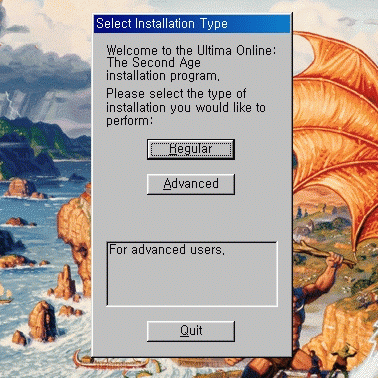 Select Installation Type
Welcome to the Ultima Online:
The Second Age
installation program.
Please select the type of
installation you would like to
perform:
Regular
Advanced
For advanced users.
Quit